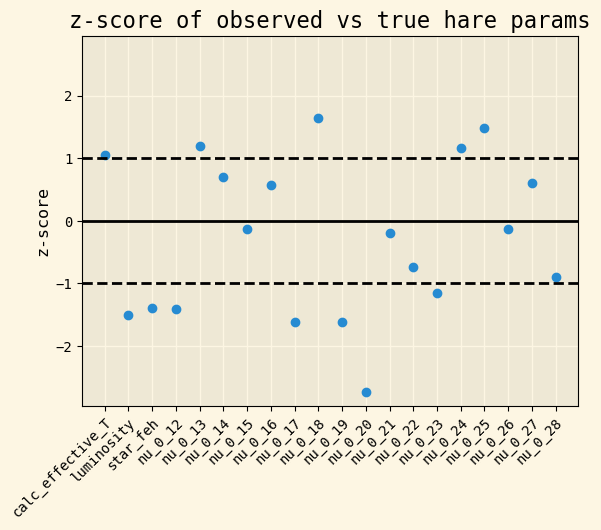 z-score of observed vs true hare params
z-score
2
1
0
−1
−2
calc_effective_T
luminosity
star_feh
nu_0_12
nu_0_13
nu_0_14
nu_0_15
nu_0_16
nu_0_17
nu_0_18
nu_0_19
nu_0_20
nu_0_21
nu_0_22
nu_0_23
nu_0_24
nu_0_25
nu_0_26
nu_0_27
nu_0_28